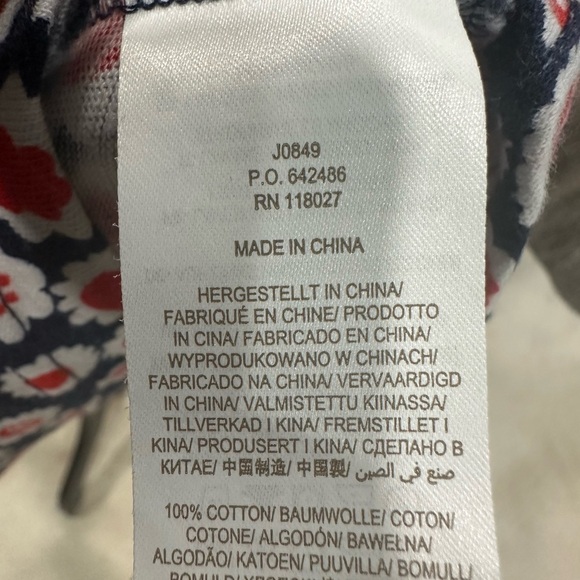 J0849
P.O. 642486
RN 118027
MADE IN CHINA
HERGESTELLT IN CHINA/
FABRIQUÉ EN CHINE/ PRODOTTO
IN CINA/ FABRICADO EN CHINA/
WYPRODUKOWANO W CHINACH/
FABRICADO NA CHINA/ VERVAARDIGD
IN CHINA/ VALMISTETTU KIINASSA/
TILLVERKAD I KINA/ FREMSTILLET I
KINA/ PRODUSERT I KINA/ СДЕЛАНО В
КИТАЕ/ 中国制造/ 中國製/ صنع في الصين
100% COTTON/ BAUMWOLLE/ COTON/
COTONE/ ALGODÓN/ BAWEŁNA/
ALGODÃO/ KATOEN/ PUUVILLA/ BOMULL/